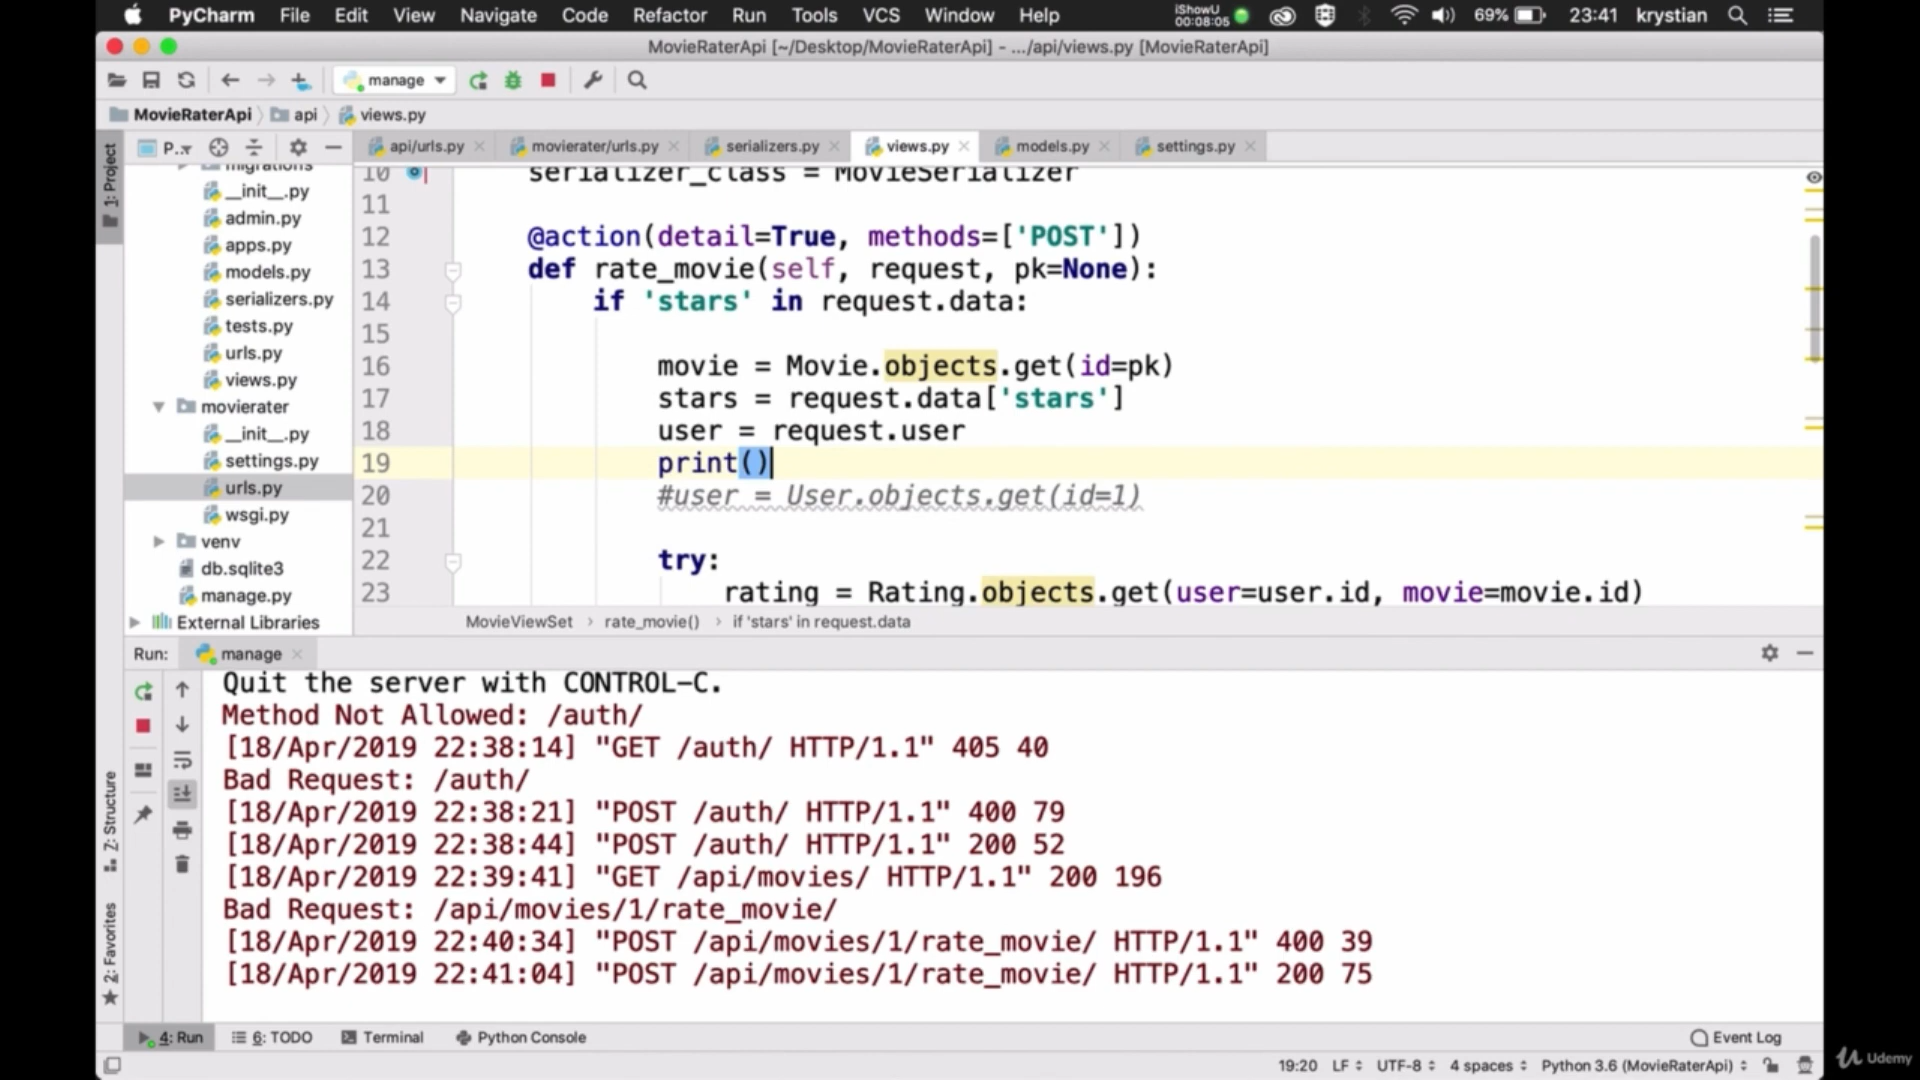 PyCharm File Edit View Navigate Code Refactor Run Tools VCS Window Help iShowU 00:08:05 69% 23:41 krystian
MovieRaterApi [~/Desktop/MovieRaterApi] - .../api/views.py [MovieRaterApi]
manage
MovieRaterApi api views.py
1: Project
P..
api/urls.py movierater/urls.py serializers.py views.py models.py settings.py
migrations
__init__.py
admin.py
apps.py
models.py
serializers.py
tests.py
urls.py
views.py
movierater
__init__.py
settings.py
urls.py
wsgi.py
venv
db.sqlite3
manage.py
External Libraries
10 serializer_class = MovieSerializer
11
12 @action(detail=True, methods=['POST'])
13 def rate_movie(self, request, pk=None):
14 if 'stars' in request.data:
15
16 movie = Movie.objects.get(id=pk)
17 stars = request.data['stars']
18 user = request.user
19 print()
20 #user = User.objects.get(id=1)
21
22 try:
23 rating = Rating.objects.get(user=user.id, movie=movie.id)
MovieViewSet › rate_movie() › if 'stars' in request.data
Run: manage
Quit the server with CONTROL-C.
Method Not Allowed: /auth/
[18/Apr/2019 22:38:14] "GET /auth/ HTTP/1.1" 405 40
Bad Request: /auth/
[18/Apr/2019 22:38:21] "POST /auth/ HTTP/1.1" 400 79
[18/Apr/2019 22:38:44] "POST /auth/ HTTP/1.1" 200 52
[18/Apr/2019 22:39:41] "GET /api/movies/ HTTP/1.1" 200 196
Bad Request: /api/movies/1/rate_movie/
[18/Apr/2019 22:40:34] "POST /api/movies/1/rate_movie/ HTTP/1.1" 400 39
[18/Apr/2019 22:41:04] "POST /api/movies/1/rate_movie/ HTTP/1.1" 200 75
Z: Structure
2: Favorites
4: Run 6: TODO Terminal Python Console Event Log
19:20 LF UTF-8 4 spaces Python 3.6 (MovieRaterApi)
Udemy